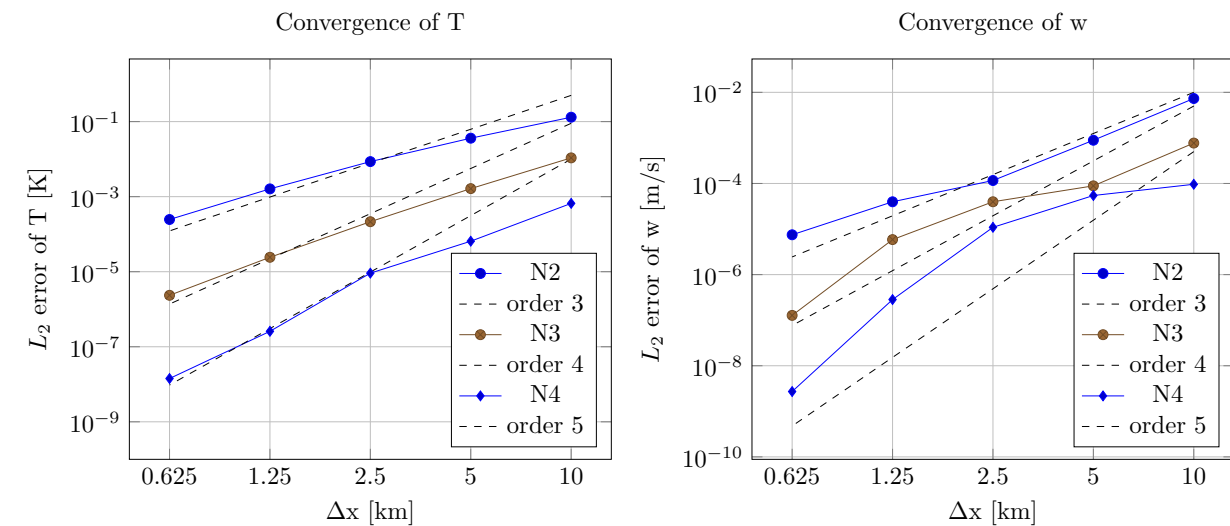 Convergence of T
L₂ error of T [K]
10⁻¹
10⁻³
10⁻⁵
10⁻⁷
10⁻⁹
0.625 1.25 2.5 5 10
Δx [km]
N2
order 3
N3
order 4
N4
order 5
Convergence of w
L₂ error of w [m/s]
10⁻²
10⁻⁴
10⁻⁶
10⁻⁸
10⁻¹⁰
0.625 1.25 2.5 5 10
Δx [km]
N2
order 3
N3
order 4
N4
order 5